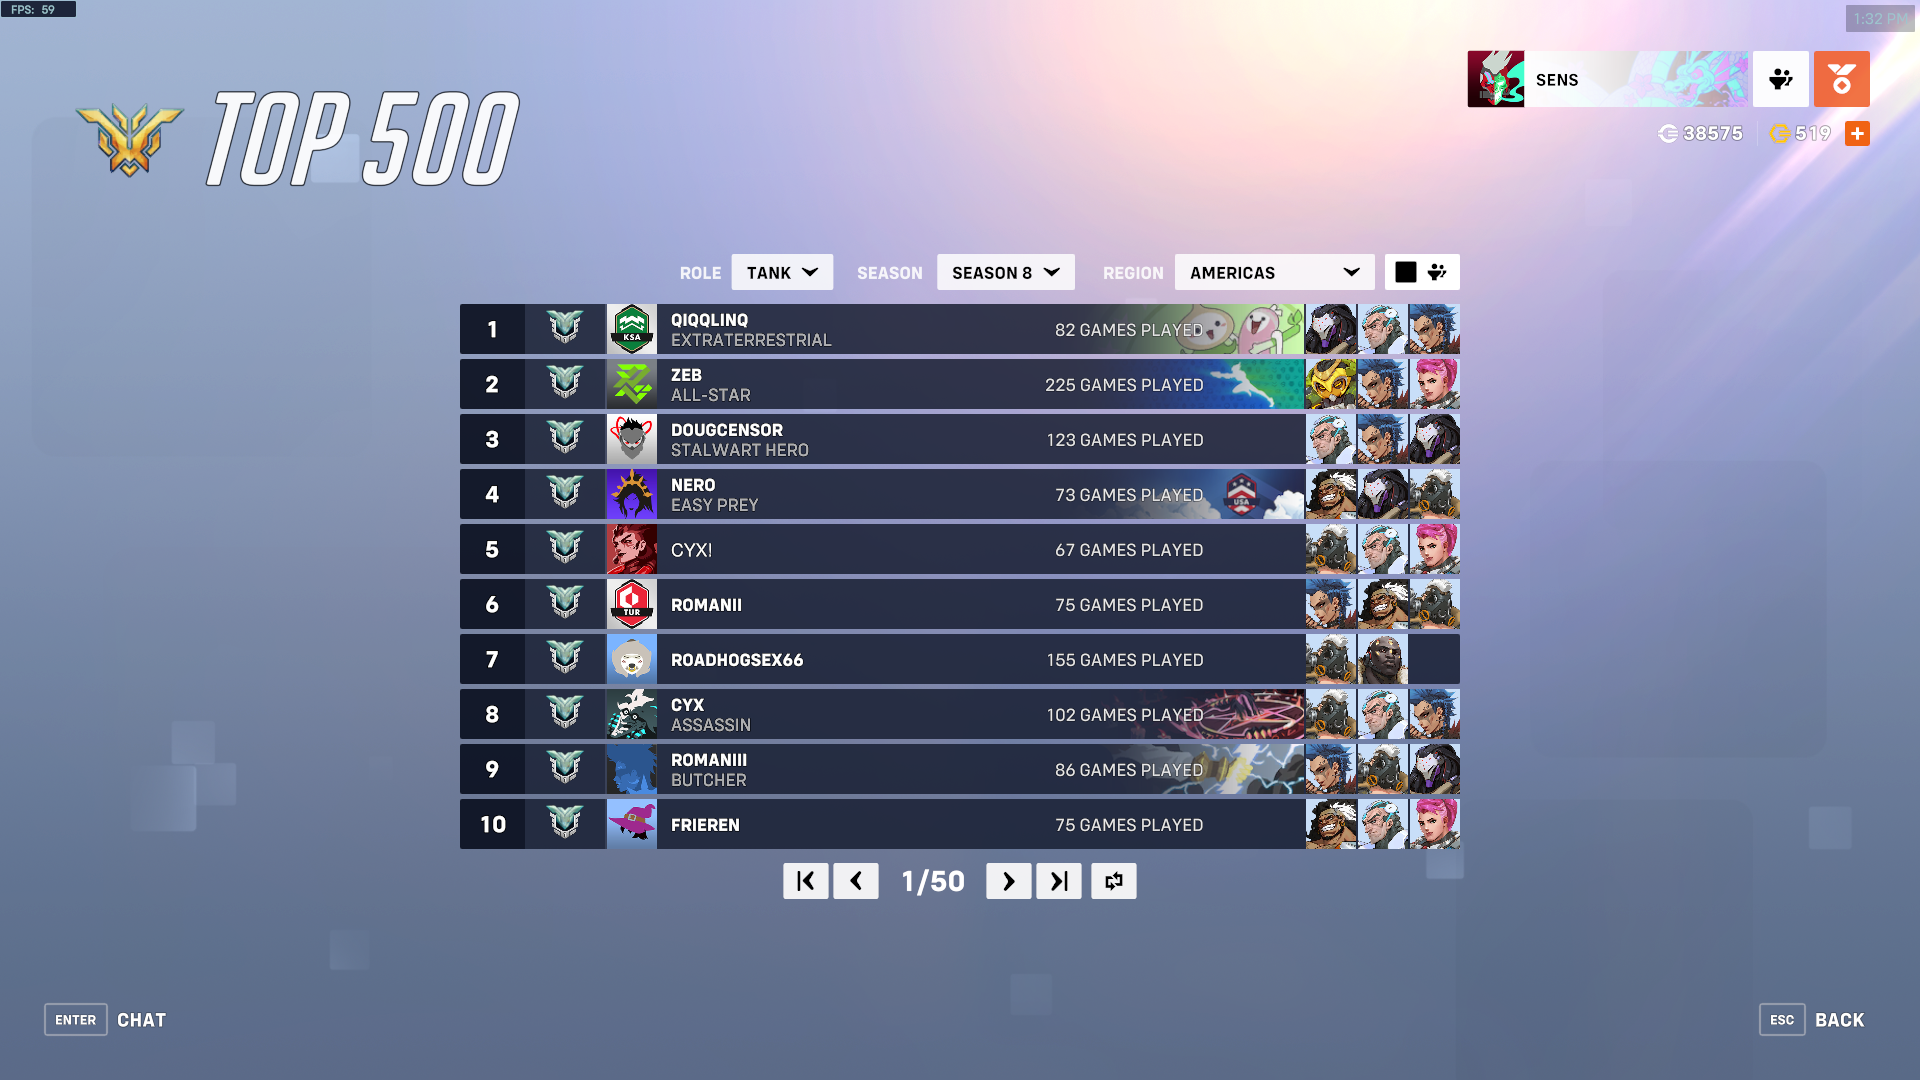 FPS: 59
1:32 PM
TOP 500
SENS
38575
519
ROLE TANK SEASON SEASON 8 REGION AMERICAS
1 KSA QIQQLINQ 82 GAMES PLAYED
EXTRATERRESTRIAL
2 ZEB 225 GAMES PLAYED
ALL-STAR
3 DOUGCENSOR 123 GAMES PLAYED
STALWART HERO
4 NERO 73 GAMES PLAYED USA
EASY PREY
5 CYX! 67 GAMES PLAYED
6 TUR ROMANII 75 GAMES PLAYED
7 ROADHOGSEX66 155 GAMES PLAYED
8 CYX 102 GAMES PLAYED
ASSASSIN
9 ROMANIII 86 GAMES PLAYED
BUTCHER
10 FRIEREN 75 GAMES PLAYED
1/50
ENTER CHAT
ESC BACK